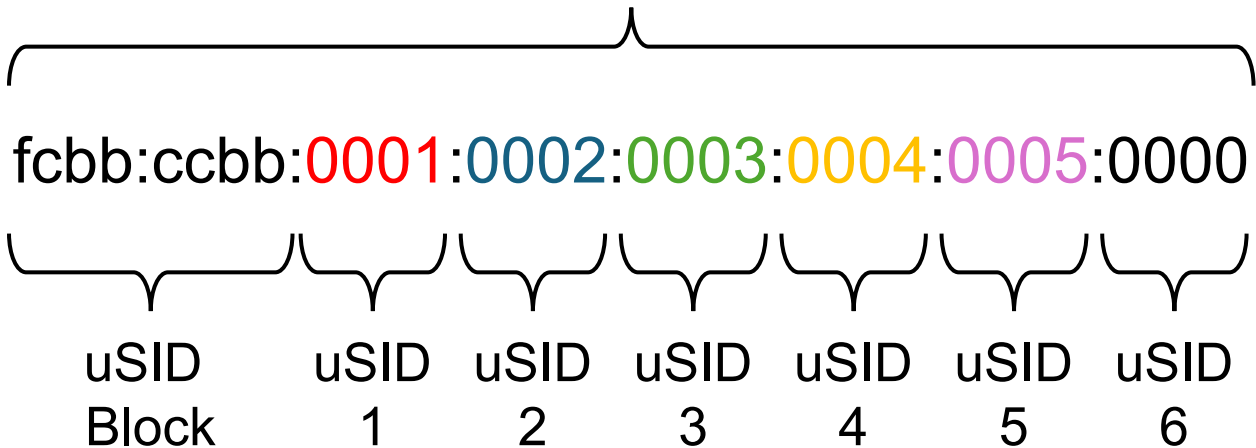 fcbb:ccbb:0001:0002:0003:0004:0005:0000
uSID uSID uSID uSID uSID uSID uSID
Block 1 2 3 4 5 6